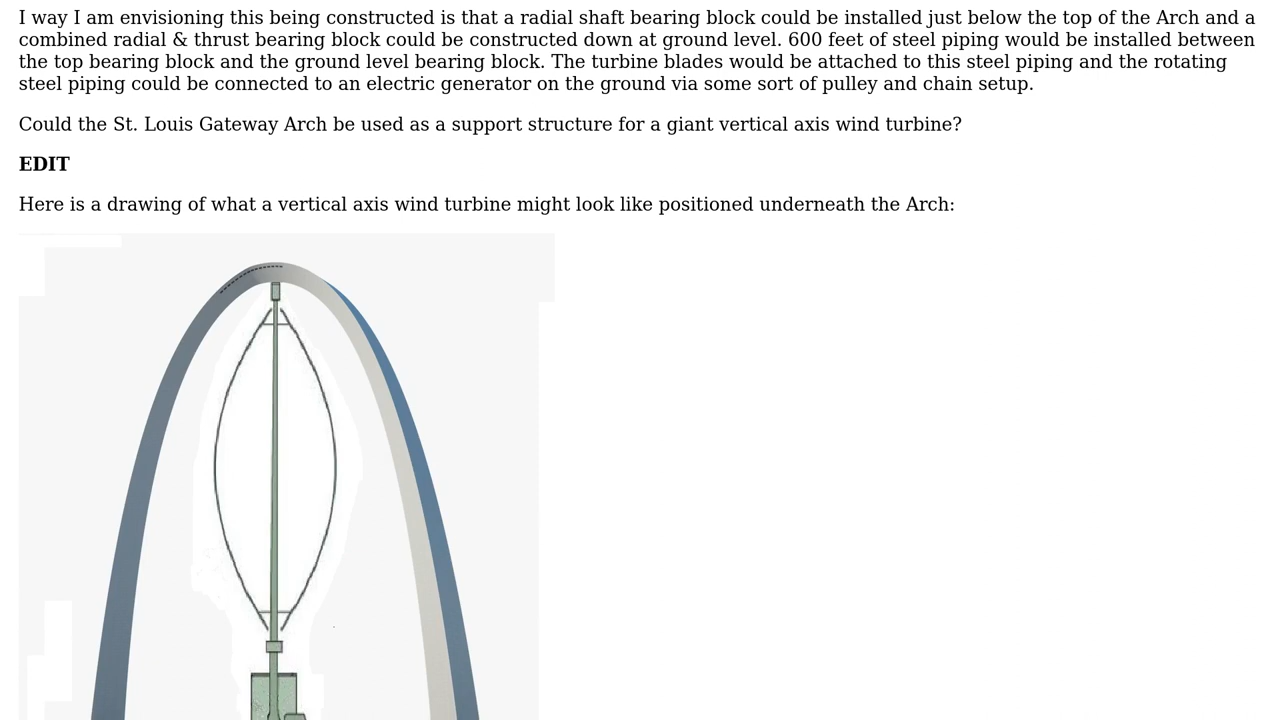 I way I am envisioning this being constructed is that a radial shaft bearing block could be installed just below the top of the Arch and a
combined radial & thrust bearing block could be constructed down at ground level. 600 feet of steel piping would be installed between
the top bearing block and the ground level bearing block. The turbine blades would be attached to this steel piping and the rotating
steel piping could be connected to an electric generator on the ground via some sort of pulley and chain setup.
Could the St. Louis Gateway Arch be used as a support structure for a giant vertical axis wind turbine?
EDIT
Here is a drawing of what a vertical axis wind turbine might look like positioned underneath the Arch: